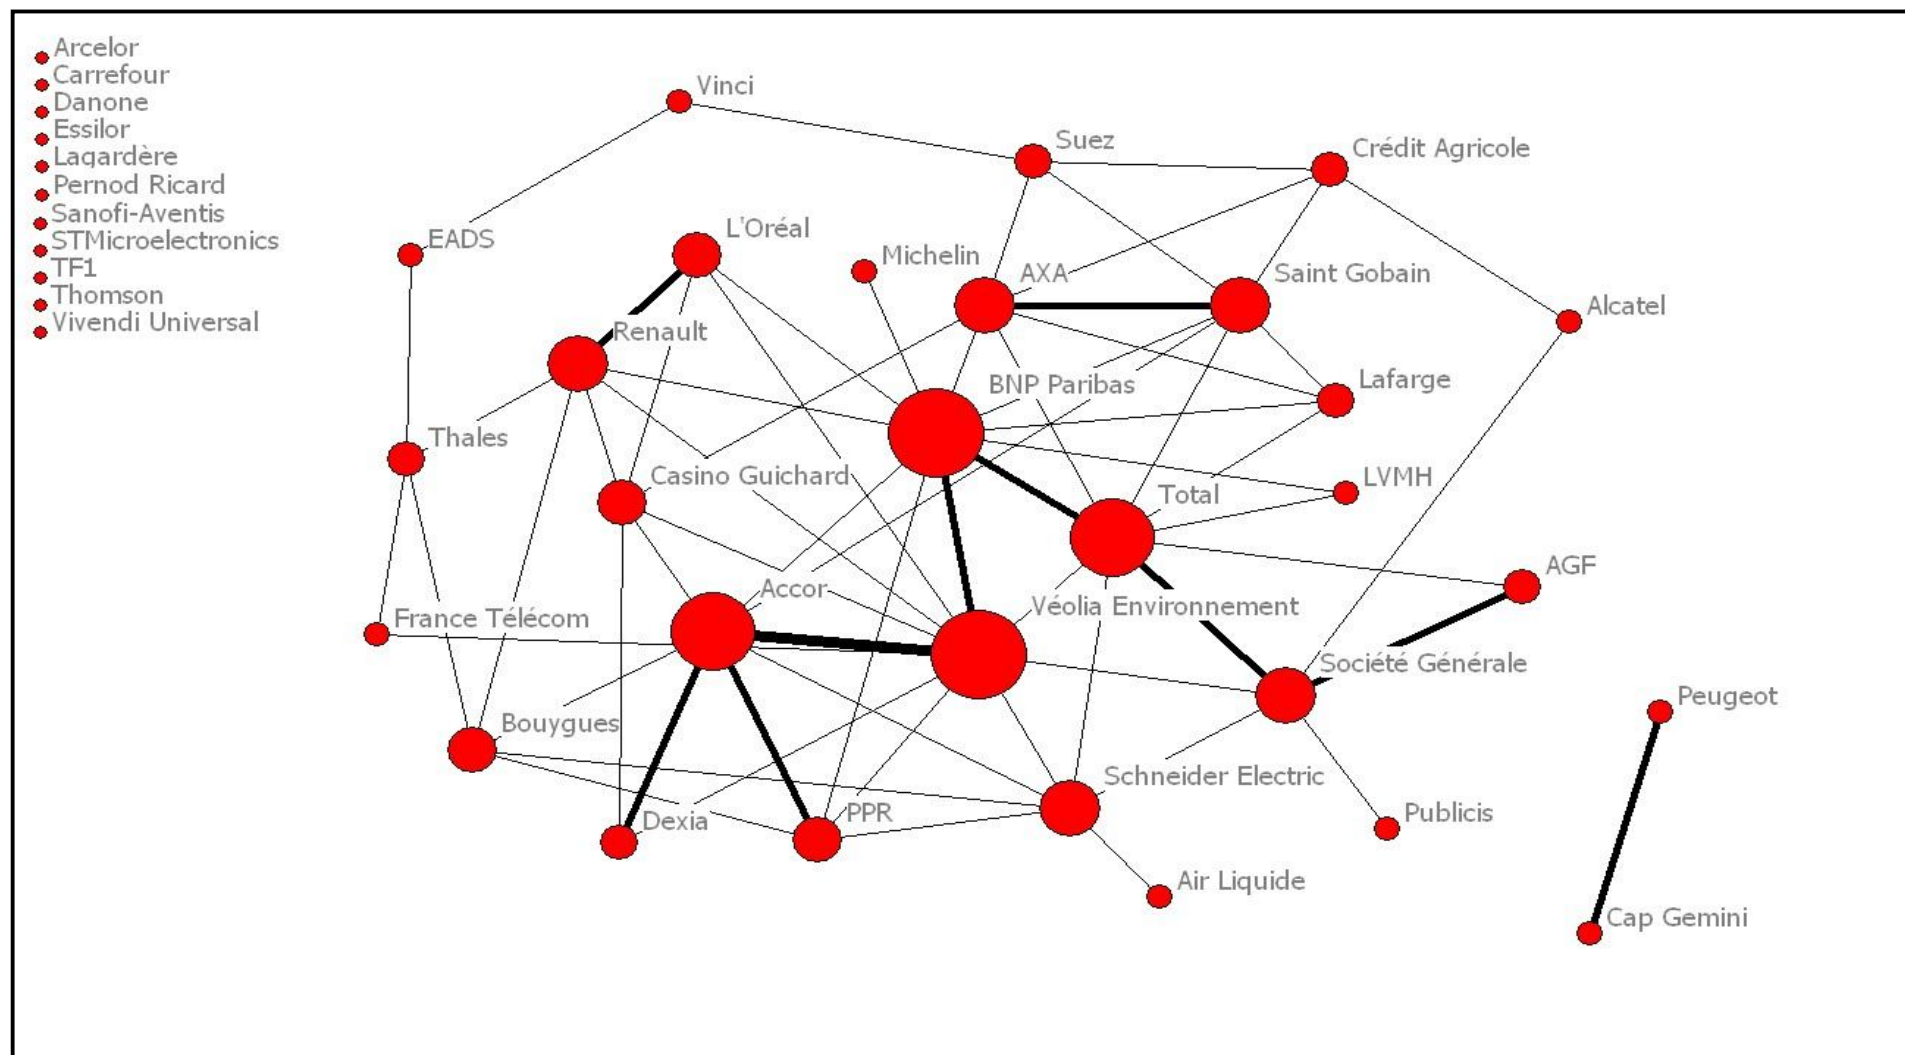 Arcelor
Carrefour
Danone
Essilor
Lagardère
Pernod Ricard
Sanofi-Aventis
STMicroelectronics
TF1
Thomson
Vivendi Universal
Vinci
Suez
Crédit Agricole
EADS
L'Oréal
Michelin
AXA
Saint Gobain
Alcatel
Renault
BNP Paribas
Lafarge
Thales
Casino Guichard
Total
LVMH
AGF
Accor
Véolia Environnement
France Télécom
Société Générale
Peugeot
Bouygues
Schneider Electric
Dexia
PPR
Publicis
Air Liquide
Cap Gemini